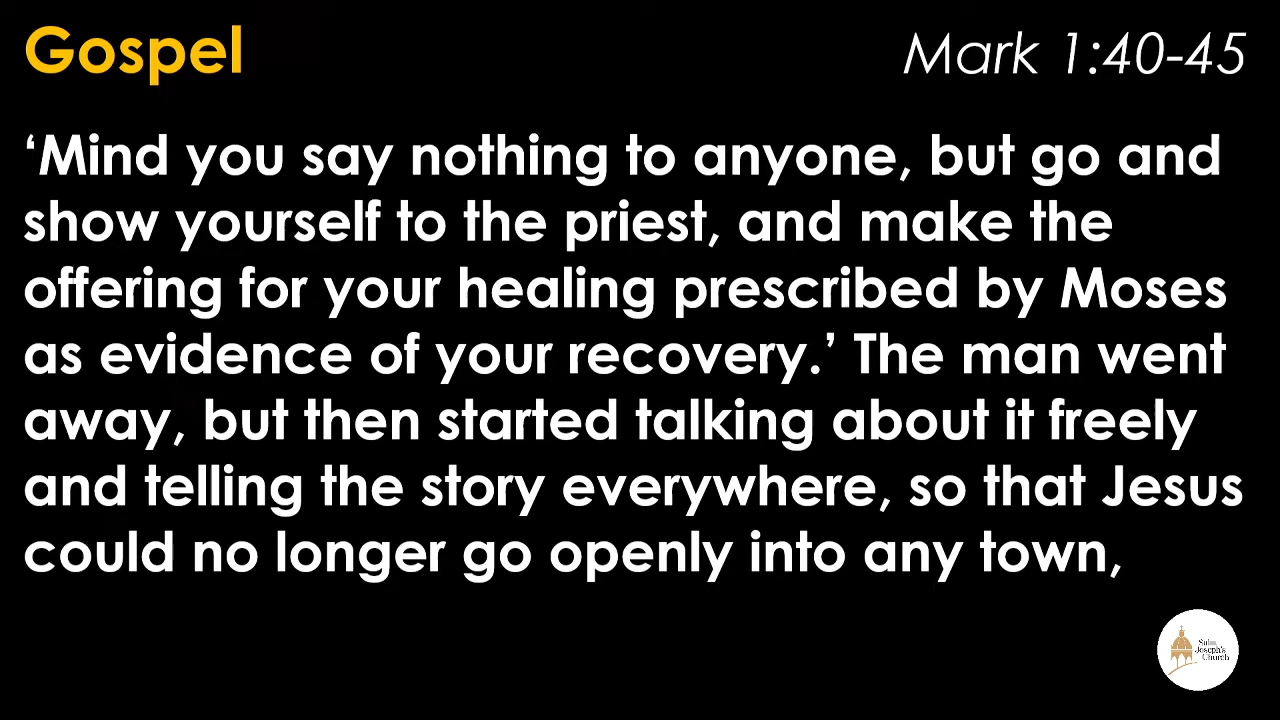 Gospel
Mark 1:40-45
‘Mind you say nothing to anyone, but go and
show yourself to the priest, and make the
offering for your healing prescribed by Moses
as evidence of your recovery.’ The man went
away, but then started talking about it freely
and telling the story everywhere, so that Jesus
could no longer go openly into any town,
Saint
Joseph's
Church